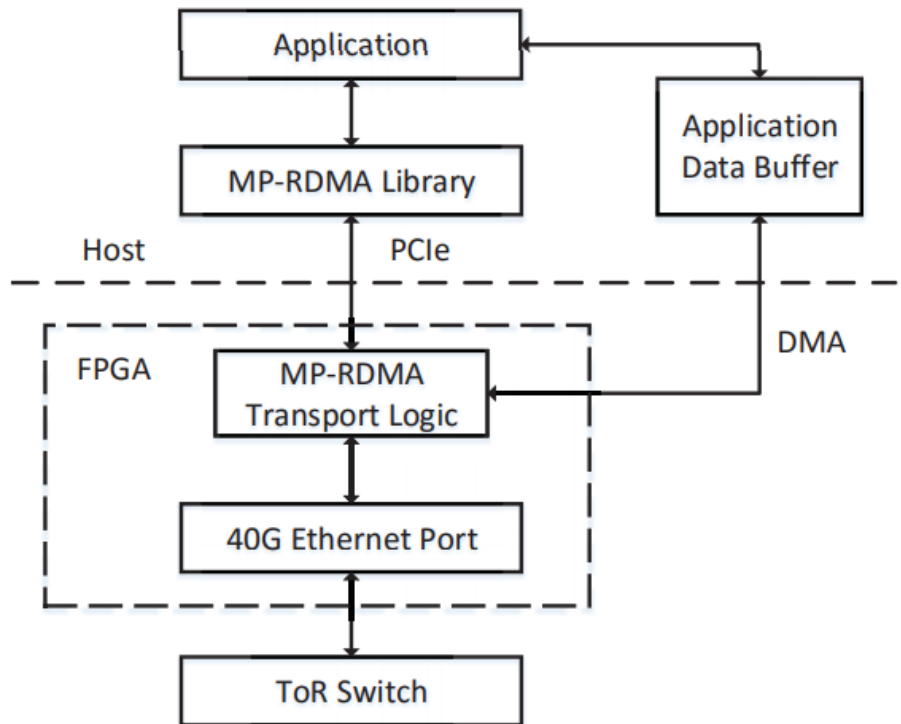 Application
Application
Data Buffer
MP-RDMA Library
Host
PCIe
DMA
FPGA
MP-RDMA
Transport Logic
40G Ethernet Port
ToR Switch